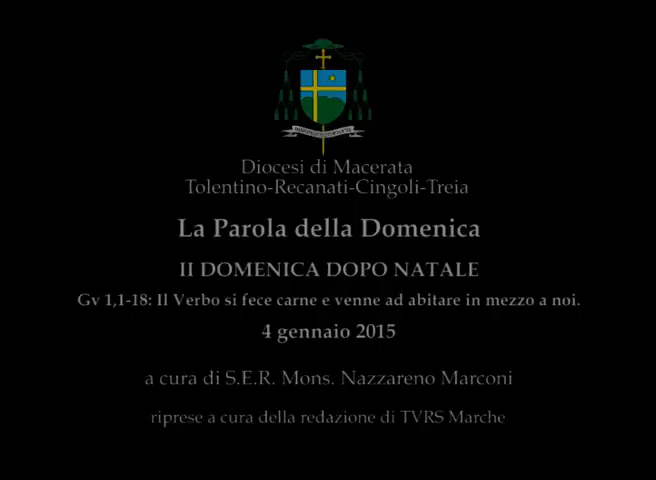 Diocesi di Macerata
Tolentino-Recanati-Cingoli-Treia
La Parola della Domenica
II DOMENICA DOPO NATALE
Gv 1,1-18: Il Verbo si fece carne e venne ad abitare in mezzo a noi.
4 gennaio 2015
a cura di S.E.R. Mons. Nazzareno Marconi
riprese a cura della redazione di TVRS Marche